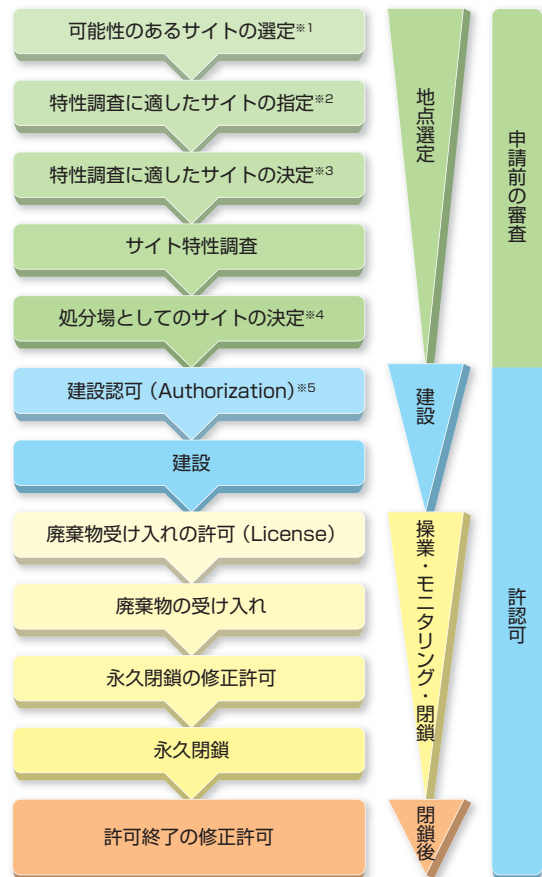 可能性のあるサイトの選定※1
特性調査に適したサイトの指定※2
特性調査に適したサイトの決定※3
サイト特性調査
処分場としてのサイトの決定※4
建設認可（Authorization）※5
建設
廃棄物受け入れの許可（License）
廃棄物の受け入れ
永久閉鎖の修正許可
永久閉鎖
許可終了の修正許可
地点選定
建設
操業・モニタリング・閉鎖
閉鎖後
申請前の審査
許認可